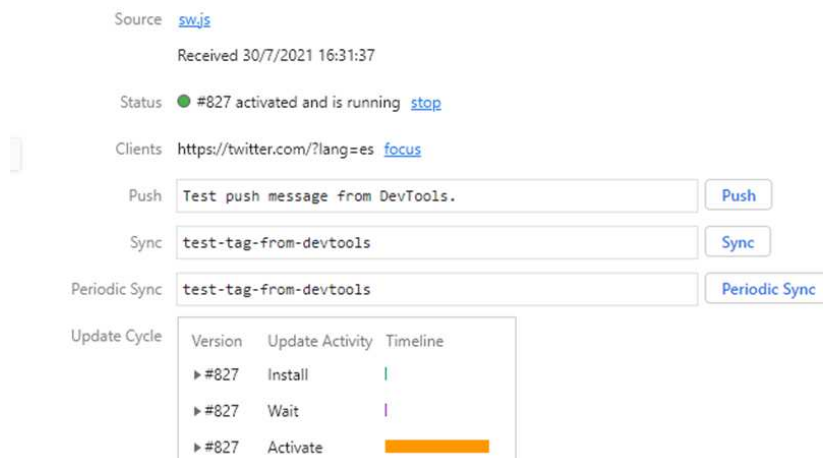 Source sw.js
Received 30/7/2021 16:31:37
Status #827 activated and is running stop
Clients https://twitter.com/?lang=es focus
Push Test push message from DevTools. Push
Sync test-tag-from-devtools Sync
Periodic Sync test-tag-from-devtools Periodic Sync
Update Cycle
Version Update Activity Timeline
#827 Install
#827 Wait
#827 Activate